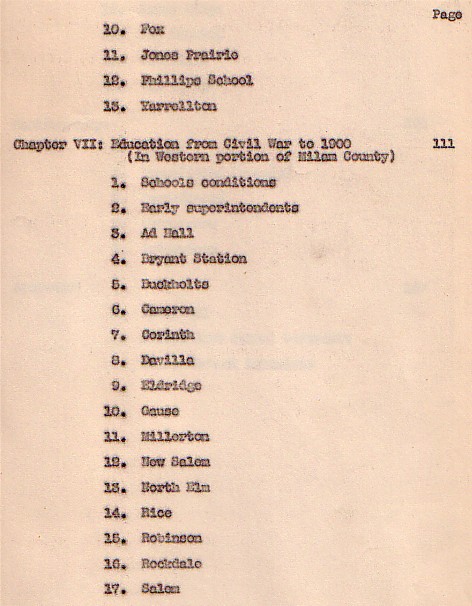 Page
10. Fox
11. Jones Prairie
12. Phillips School
13. Yarrellton
Chapter VII: Education from Civil War to 1900 111
(In Western portion of Milam County)
1. Schools conditions
2. Early superintendents
3. Ad Hall
4. Bryant Station
5. Buckholts
6. Cameron
7. Corinth
8. Davilla
9. Eldridge
10. Gause
11. Millerton
12. New Salem
13. North Elm
14. Rice
15. Robinson
16. Rockdale
17. Salem